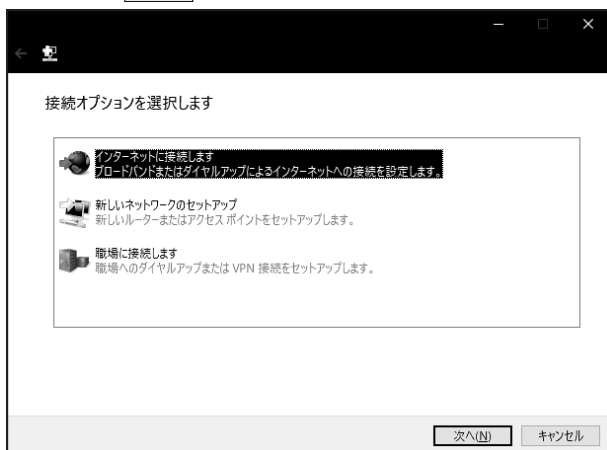 接続オプションを選択します
インターネットに接続します
ブロードバンドまたはダイヤルアップによるインターネットへの接続を設定します。
新しいネットワークのセットアップ
新しいルーターまたはアクセス ポイントをセットアップします。
職場に接続します
職場へのダイヤルアップまたは VPN 接続をセットアップします。
次へ(N)
キャンセル